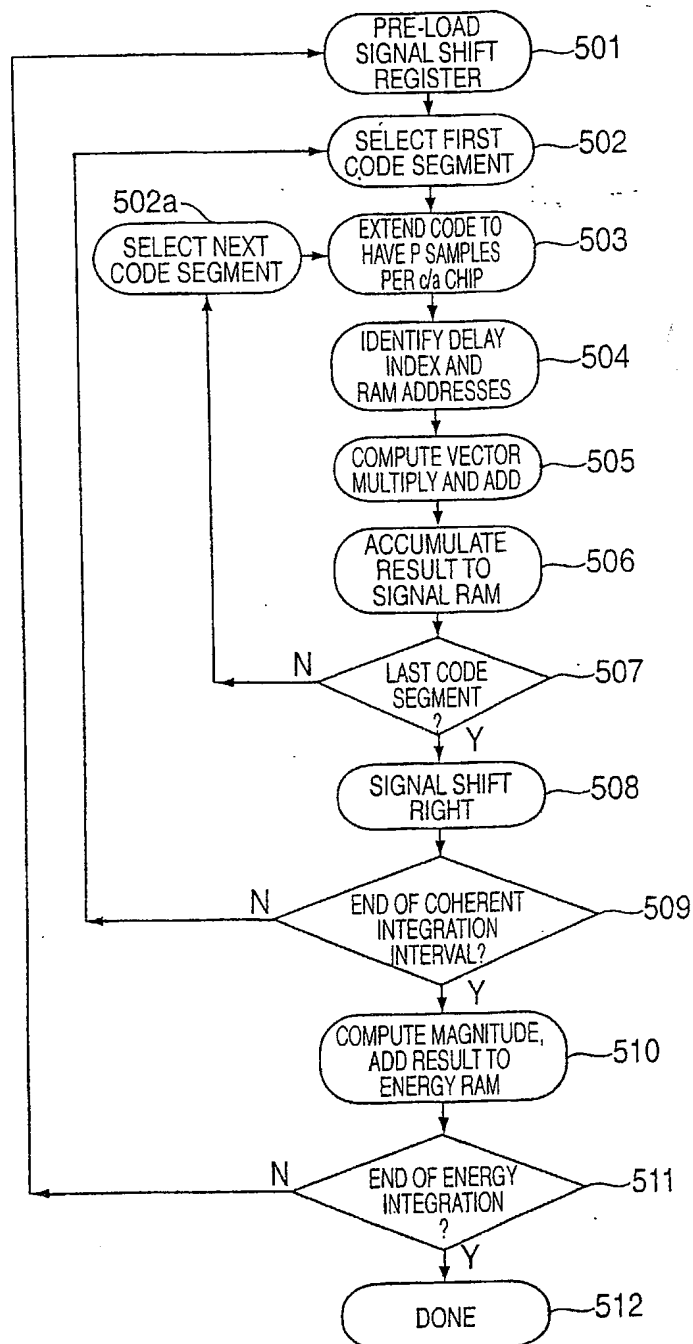 PRE-LOAD
SIGNAL SHIFT
REGISTER
501
SELECT FIRST
CODE SEGMENT
502
502a
SELECT NEXT
CODE SEGMENT
EXTEND CODE TO
HAVE P SAMPLES
PER c/a CHIP
503
IDENTIFY DELAY
INDEX AND
RAM ADDRESSES
504
COMPUTE VECTOR
MULTIPLY AND ADD
505
ACCUMULATE
RESULT TO
SIGNAL RAM
506
N
LAST CODE
SEGMENT
?
507
Y
SIGNAL SHIFT
RIGHT
508
N
END OF COHERENT
INTEGRATION
INTERVAL?
509
Y
COMPUTE MAGNITUDE,
ADD RESULT TO
ENERGY RAM
510
N
END OF ENERGY
INTEGRATION
?
511
Y
DONE
512